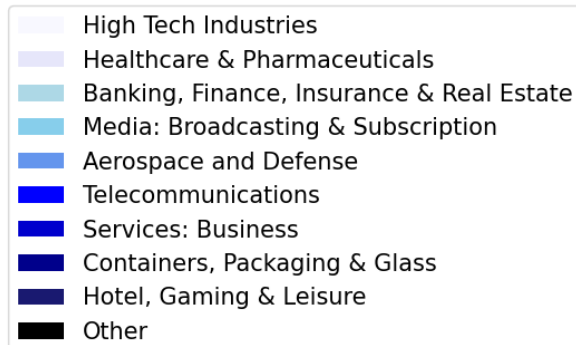 High Tech Industries
Healthcare & Pharmaceuticals
Banking, Finance, Insurance & Real Estate
Media: Broadcasting & Subscription
Aerospace and Defense
Telecommunications
Services: Business
Containers, Packaging & Glass
Hotel, Gaming & Leisure
Other